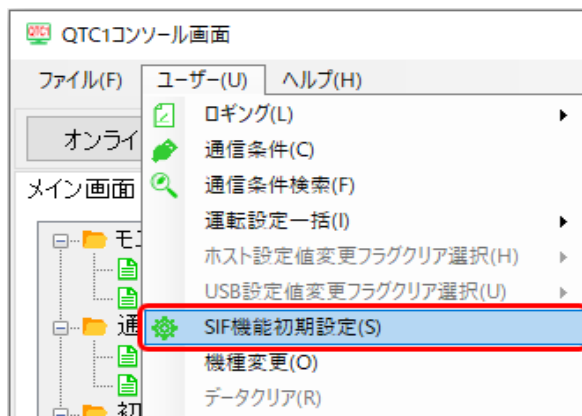 QTC1コンソール画面
ファイル(F) ユーザー(U) ヘルプ(H)
オンライ
メイン画面
ロギング(L)
通信条件(C)
通信条件検索(F)
運転設定一括(I)
ホスト設定値変更フラグクリア選択(H)
USB設定値変更フラグクリア選択(U)
SIF機能初期設定(S)
機種変更(O)
データクリア(R)
モニ
通
初